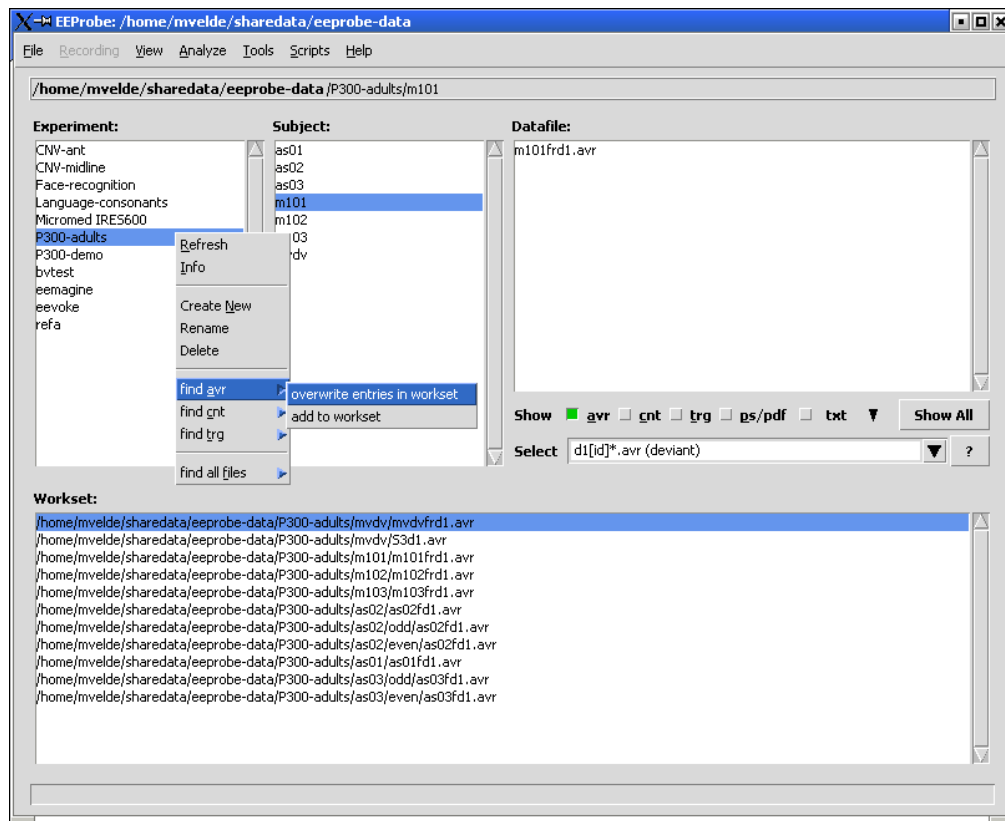 EEProbe: /home/mvelde/sharedata/eeprobe-data
File Recording View Analyze Tools Scripts Help
/home/mvelde/sharedata/eeprobe-data /P300-adults/m101
Experiment: Subject: Datafile:
CNV-ant
CNV-midline
Face-recognition
Language-consonants
Micromed IRES600
P300-adults
P300-demo
bvtest
eemagine
eevoke
refa
as01
as02
as03
m101
m102
03
dv
m101frd1.avr
Refresh
Info
Create New
Rename
Delete
find avr
find cnt
find trg
find all files
overwrite entries in workset
add to workset
Show avr cnt trg ps/pdf txt Show All
Select d1[id]*.avr (deviant) ?
Workset:
/home/mvelde/sharedata/eeprobe-data/P300-adults/mvdv/mvdvfrd1.avr
/home/mvelde/sharedata/eeprobe-data/P300-adults/mvdv/S3d1.avr
/home/mvelde/sharedata/eeprobe-data/P300-adults/m101/m101frd1.avr
/home/mvelde/sharedata/eeprobe-data/P300-adults/m102/m102frd1.avr
/home/mvelde/sharedata/eeprobe-data/P300-adults/m103/m103frd1.avr
/home/mvelde/sharedata/eeprobe-data/P300-adults/as02/as02fd1.avr
/home/mvelde/sharedata/eeprobe-data/P300-adults/as02/odd/as02fd1.avr
/home/mvelde/sharedata/eeprobe-data/P300-adults/as02/even/as02fd1.avr
/home/mvelde/sharedata/eeprobe-data/P300-adults/as01/as01fd1.avr
/home/mvelde/sharedata/eeprobe-data/P300-adults/as03/odd/as03fd1.avr
/home/mvelde/sharedata/eeprobe-data/P300-adults/as03/even/as03fd1.avr